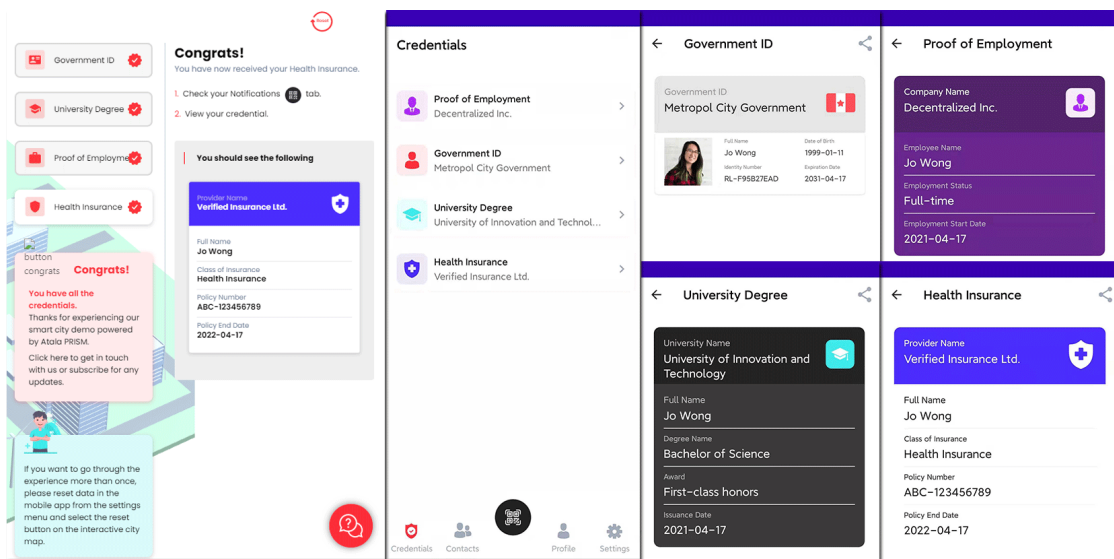 Reset
Government ID
University Degree
Proof of Employme
Health Insurance
button
congrats
Congrats!
You have all the
credentials.
Thanks for experiencing our
smart city demo powered
by Atala PRISM.
Click here to get in touch
with us or subscribe for any
updates.
If you want to go through the
experience more than once,
please reset data in the
mobile app from the settings
menu and select the reset
button on the interactive city
map.
Congrats!
You have now received your Health Insurance.
1. Check your Notifications tab.
2. View your credential.
You should see the following
Provider Name
Verified Insurance Ltd.
Full Name
Jo Wong
Class of Insurance
Health Insurance
Policy Number
ABC-123456789
Policy End Date
2022-04-17
Credentials
Proof of Employment
Decentralized Inc.
Government ID
Metropol City Government
University Degree
University of Innovation and Technol...
Health Insurance
Verified Insurance Ltd.
Credentials
Contacts
Profile
Settings
Government ID
Government ID
Metropol City Government
Full Name
Jo Wong
Date of Birth
1999-01-11
Identity Number
RL-F95B27EAD
Expiration Date
2031-04-17
Proof of Employment
Company Name
Decentralized Inc.
Employee Name
Jo Wong
Employment Status
Full-time
Employment Start Date
2021-04-17
University Degree
University Name
University of Innovation and
Technology
Full Name
Jo Wong
Degree Name
Bachelor of Science
Award
First-class honors
Issuance Date
2021-04-17
Health Insurance
Provider Name
Verified Insurance Ltd.
Full Name
Jo Wong
Class of Insurance
Health Insurance
Policy Number
ABC-123456789
Policy End Date
2022-04-17